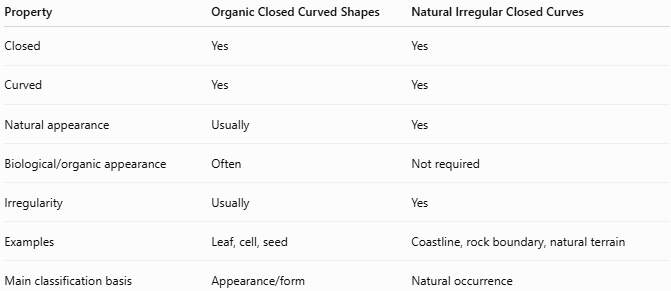 Property Organic Closed Curved Shapes Natural Irregular Closed Curves
Closed Yes Yes
Curved Yes Yes
Natural appearance Usually Yes
Biological/organic appearance Often Not required
Irregularity Usually Yes
Examples Leaf, cell, seed Coastline, rock boundary, natural terrain
Main classification basis Appearance/form Natural occurrence